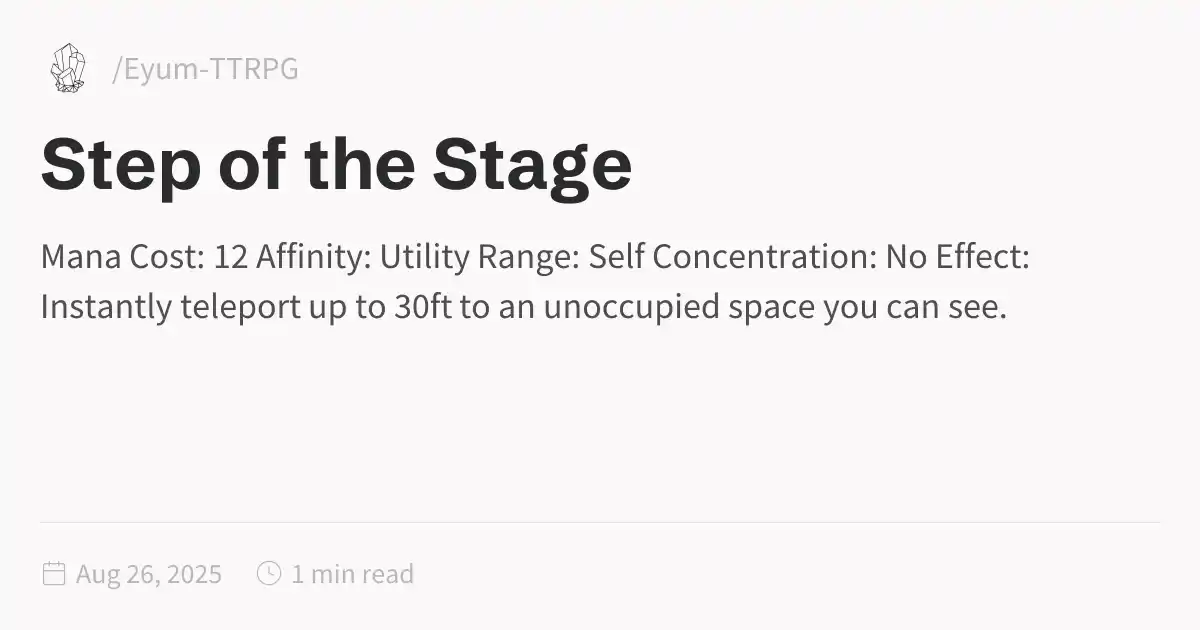 /Eyum-TTRPG
Step of the Stage
Mana Cost: 12 Affinity: Utility Range: Self Concentration: No Effect:
Instantly teleport up to 30ft to an unoccupied space you can see.
Aug 26, 2025 1 min read